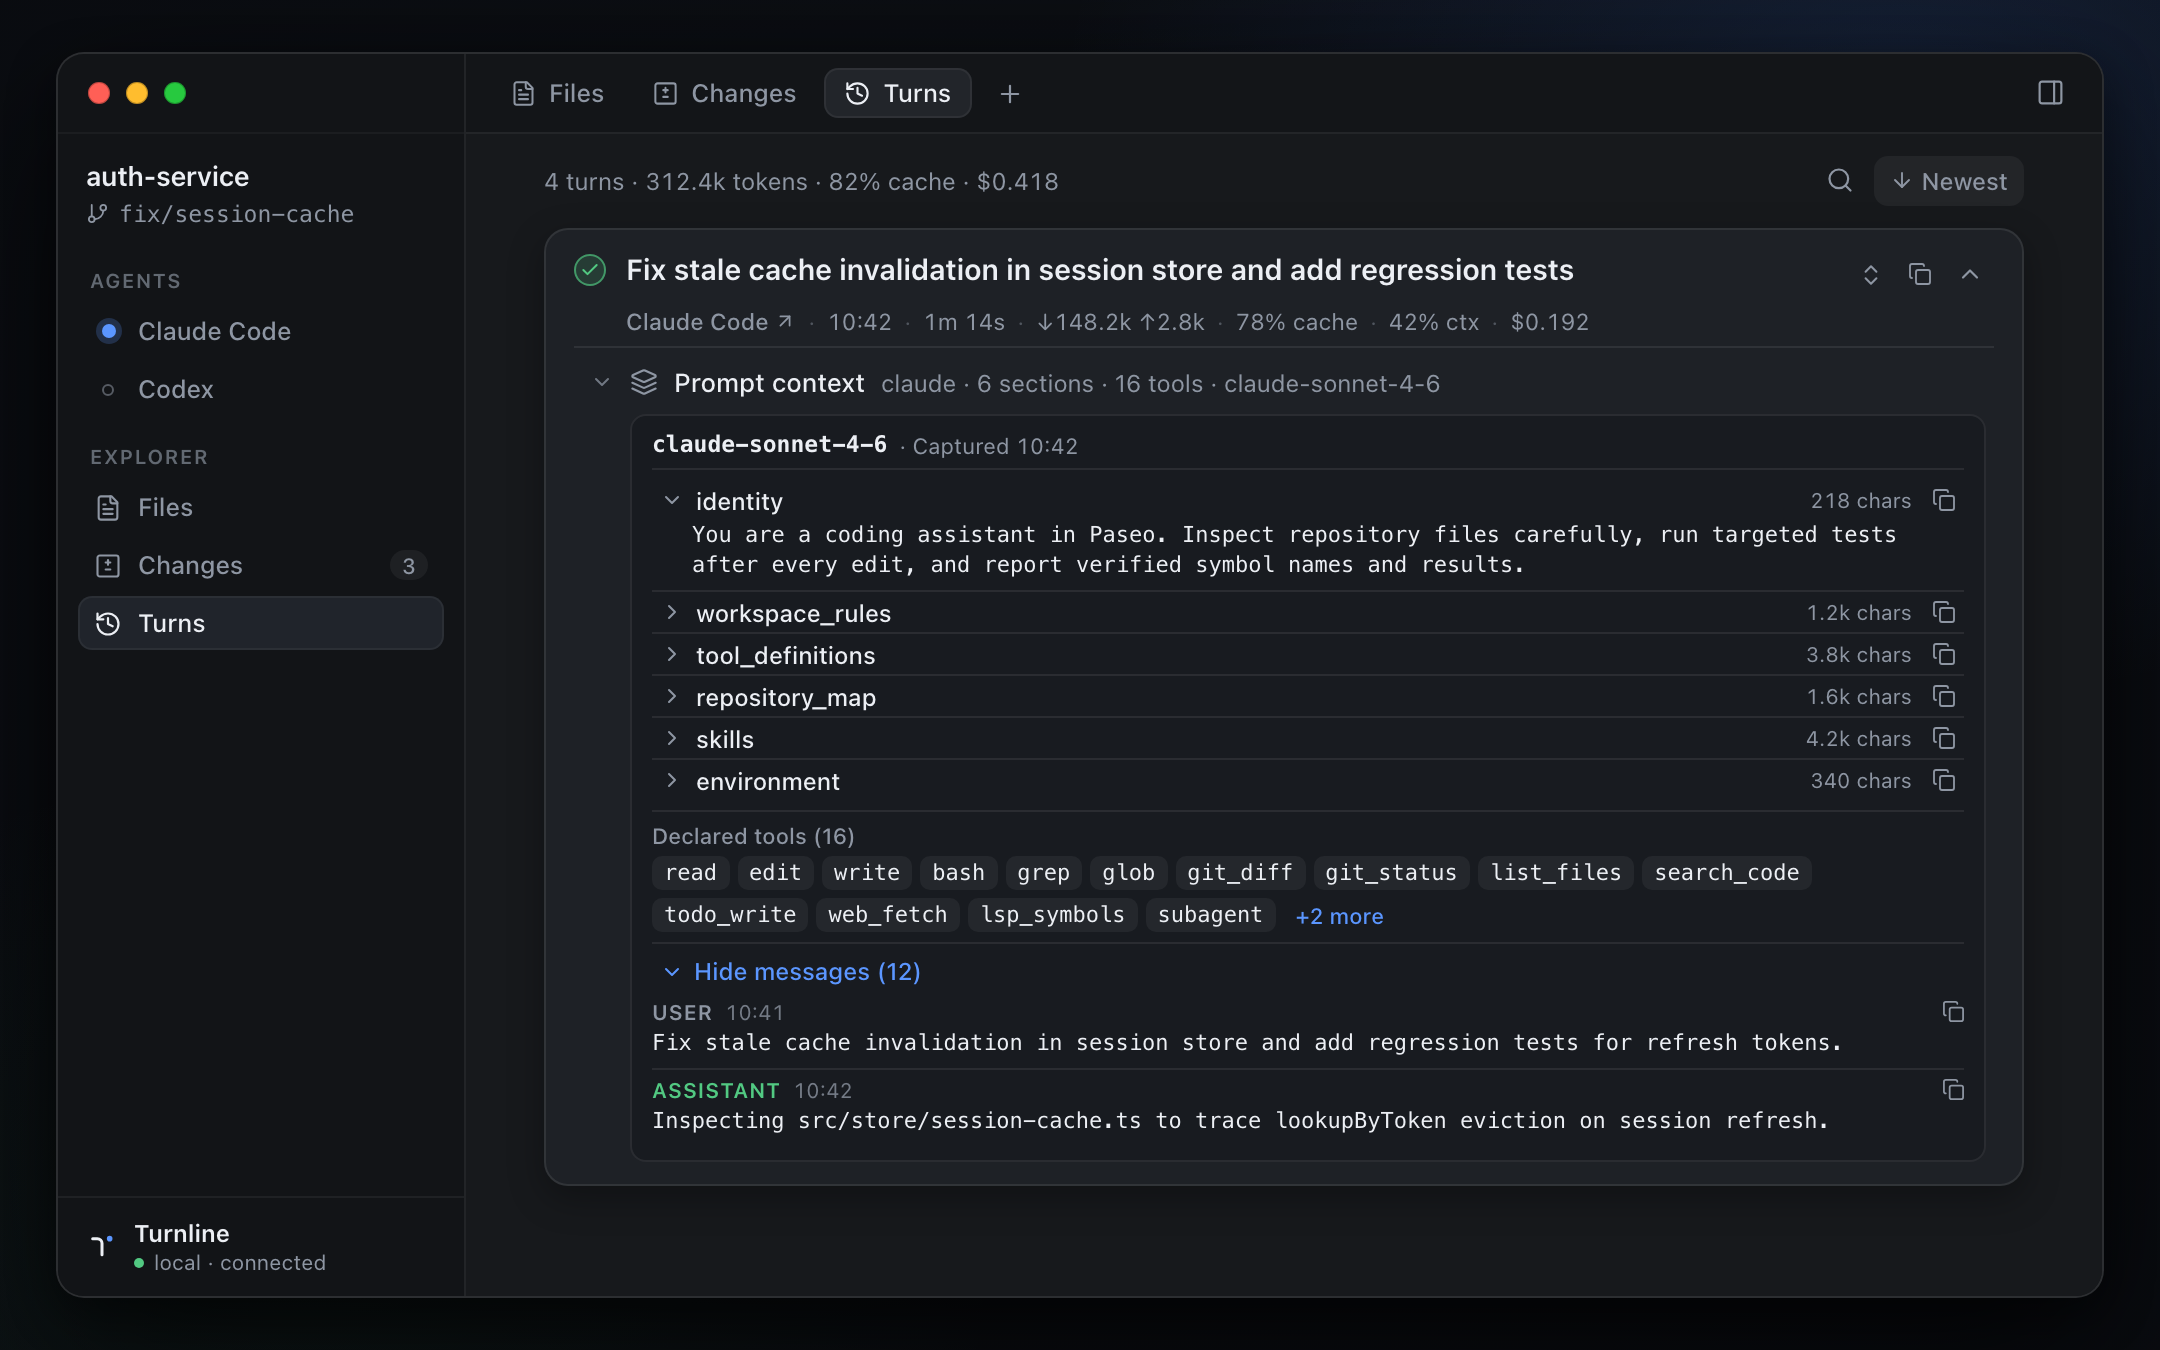 Files
Changes
Turns
auth-service
fix/session-cache
AGENTS
Claude Code
Codex
EXPLORER
Files
Changes 3
Turns
Turnline
local · connected
4 turns · 312.4k tokens · 82% cache · $0.418
Newest
Fix stale cache invalidation in session store and add regression tests
Claude Code ↗ · 10:42 · 1m 14s · ↓148.2k ↑2.8k · 78% cache · 42% ctx · $0.192
Prompt context claude · 6 sections · 16 tools · claude-sonnet-4-6
claude-sonnet-4-6 · Captured 10:42
identity 218 chars
You are a coding assistant in Paseo. Inspect repository files carefully, run targeted tests
after every edit, and report verified symbol names and results.
workspace_rules 1.2k chars
tool_definitions 3.8k chars
repository_map 1.6k chars
skills 4.2k chars
environment 340 chars
Declared tools (16)
read edit write bash grep glob git_diff git_status list_files search_code
todo_write web_fetch lsp_symbols subagent +2 more
Hide messages (12)
USER 10:41
Fix stale cache invalidation in session store and add regression tests for refresh tokens.
ASSISTANT 10:42
Inspecting src/store/session-cache.ts to trace lookupByToken eviction on session refresh.